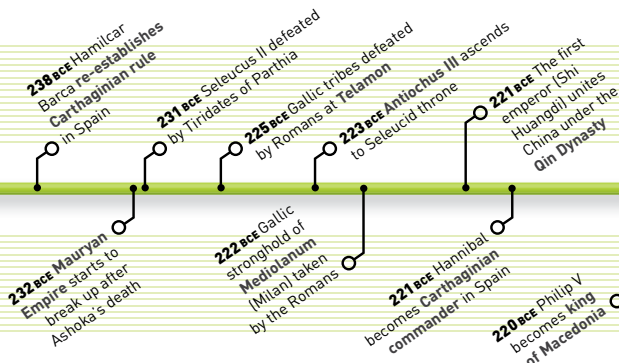 238 BCE Hamilcar
Barca re-establishes
Carthaginian rule
in Spain
231 BCE Seleucus II defeated
by Tiridates of Parthia
225 BCE Gallic tribes defeated
by Romans at Telamon
223 BCE Antiochus III ascends
to Seleucid throne
221 BCE The first
emperor (Shi
Huangdi) unites
China under the
Qin Dynasty
232 BCE Mauryan
Empire starts to
break up after
Ashoka's death
222 BCE Gallic
stronghold of
Mediolanum
(Milan) taken
by the Romans
221 BCE Hannibal
becomes Carthaginian
commander in Spain
220 BCE Philip V
becomes king
of Macedonia